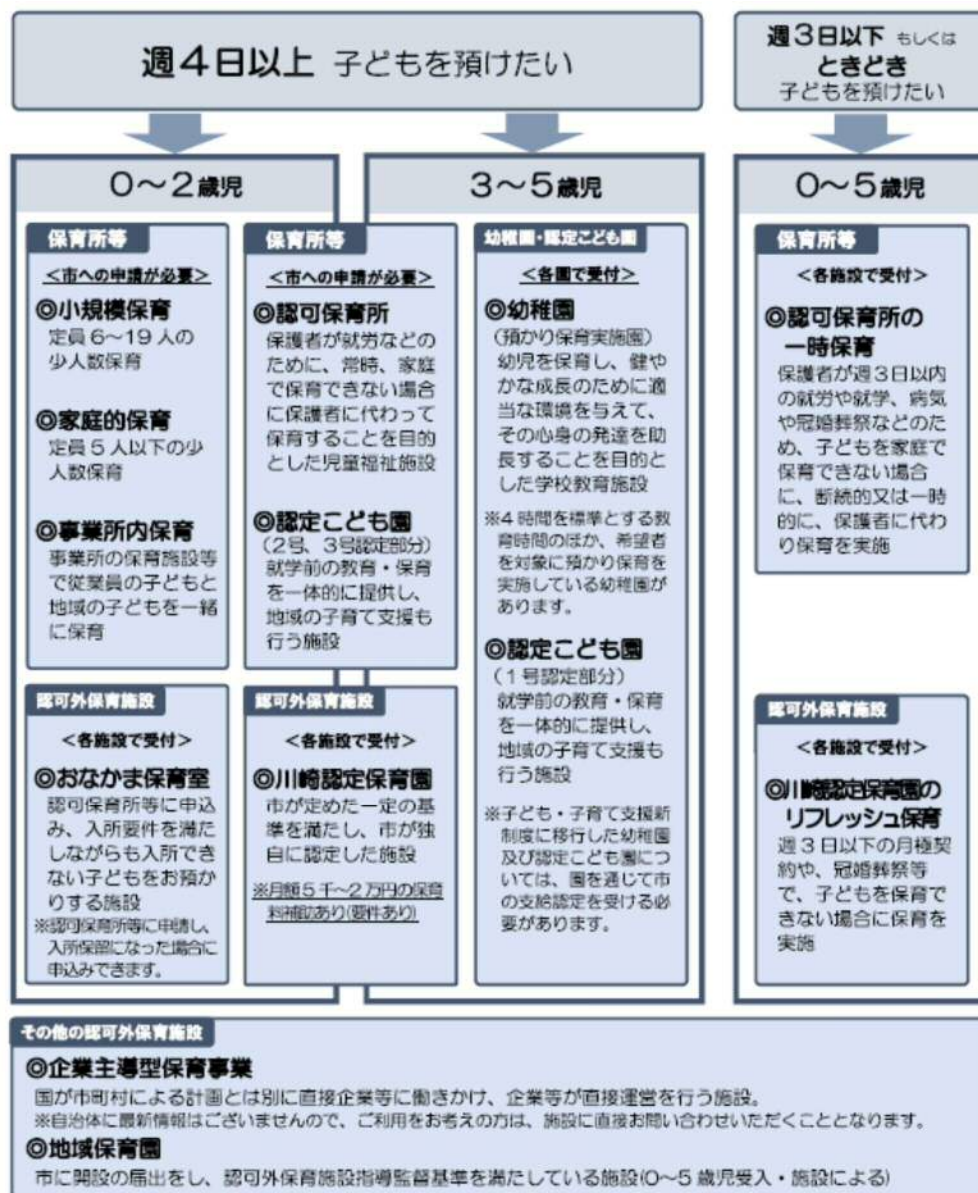 週4日以上 子どもを預けたい
週3日以下 もしくは
ときどき
子どもを預けたい
0～2歳児
保育所等
<市への申請が必要>
◎小規模保育
定員6～19人の
少人数保育
◎家庭的保育
定員5人以下の少
人数保育
◎事業所内保育
事業所の保育施設等
で従業員の子どもと
地域の子どもを一緒
に保育
認可外保育施設
<各施設で受付>
◎おなかま保育室
認可保育所等に申込
み、入所要件を満た
しながらも入所でき
ない子どもをお預か
りする施設
※認可保育所等に申請し、
入所保留になった場合に
申込みできます。
保育所等
<市への申請が必要>
◎認可保育所
保護者が就労などの
ために、常時、家庭
で保育できない場合
に保護者に代わって
保育することを目的
とした児童福祉施設
◎認定こども園
(2号、3号認定部分)
就学前の教育・保育
を一体的に提供し、
地域の子育て支援も
行う施設
認可外保育施設
<各施設で受付>
◎川崎認定保育園
市が定めた一定の基
準を満たし、市が独
自に認定した施設
※月額5千～2万円の保育
料補助あり(要件あり)
3～5歳児
幼稚園・認定こども園
<各園で受付>
◎幼稚園
(預かり保育実施園)
幼児を保育し、健や
かな成長のために適
当な環境を与えて、
その心身の発達を助
長することを目的と
した学校教育施設
※4時間を標準とする教
育時間のほか、希望者
を対象に預かり保育を
実施している幼稚園が
あります。
◎認定こども園
(1号認定部分)
就学前の教育・保育
を一体的に提供し、
地域の子育て支援も
行う施設
※子ども・子育て支援新
制度に移行した幼稚園
及び認定こども園につ
いては、園を通じて市
の支給認定を受ける必
要があります。
0～5歳児
保育所等
<各施設で受付>
◎認可保育所の
一時保育
保護者が週3日以内
の就労や就学、病気
や冠婚葬祭などのた
め、子どもを家庭で
保育できない場合
に、断続的又は一時
的に、保護者に代わ
り保育を実施
認可外保育施設
<各施設で受付>
◎川崎認定保育園の
リフレッシュ保育
週3日以下の月極契
約や、冠婚葬祭等
で、子どもを保育で
きない場合に保育を
実施
その他の認可外保育施設
◎企業主導型保育事業
国が市町村による計画とは別に直接企業等に働きかけ、企業等が直接運営を行う施設。
※自治体に最新情報はございませんので、ご利用をお考えの方は、施設に直接お問い合わせいただくこととなります。
◎地域保育園
市に開設の届出をし、認可外保育施設指導監督基準を満たしている施設(0～5歳児受入・施設による)